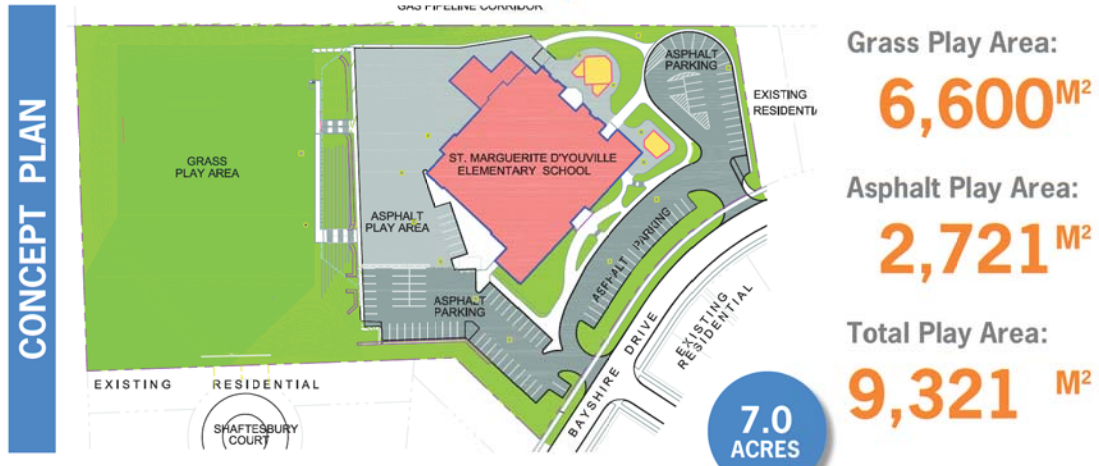 GAS PIPELINE CORRIDOR
CONCEPT PLAN
GRASS
PLAY AREA
ASPHALT
PLAY AREA
ST. MARGUERITE D'YOUVILLE
ELEMENTARY SCHOOL
ASPHALT
PARKING
EXISTING
RESIDENTI
ASPHALT PARKING
ASPHALT
PARKING
BAYSHIRE DRIVE
EXISTING
RESIDENTIAL
EXISTING RESIDENTIAL
SHAFTESBURY
COURT
7.0
ACRES
Grass Play Area:
6,600 M²
Asphalt Play Area:
2,721 M²
Total Play Area:
9,321 M²